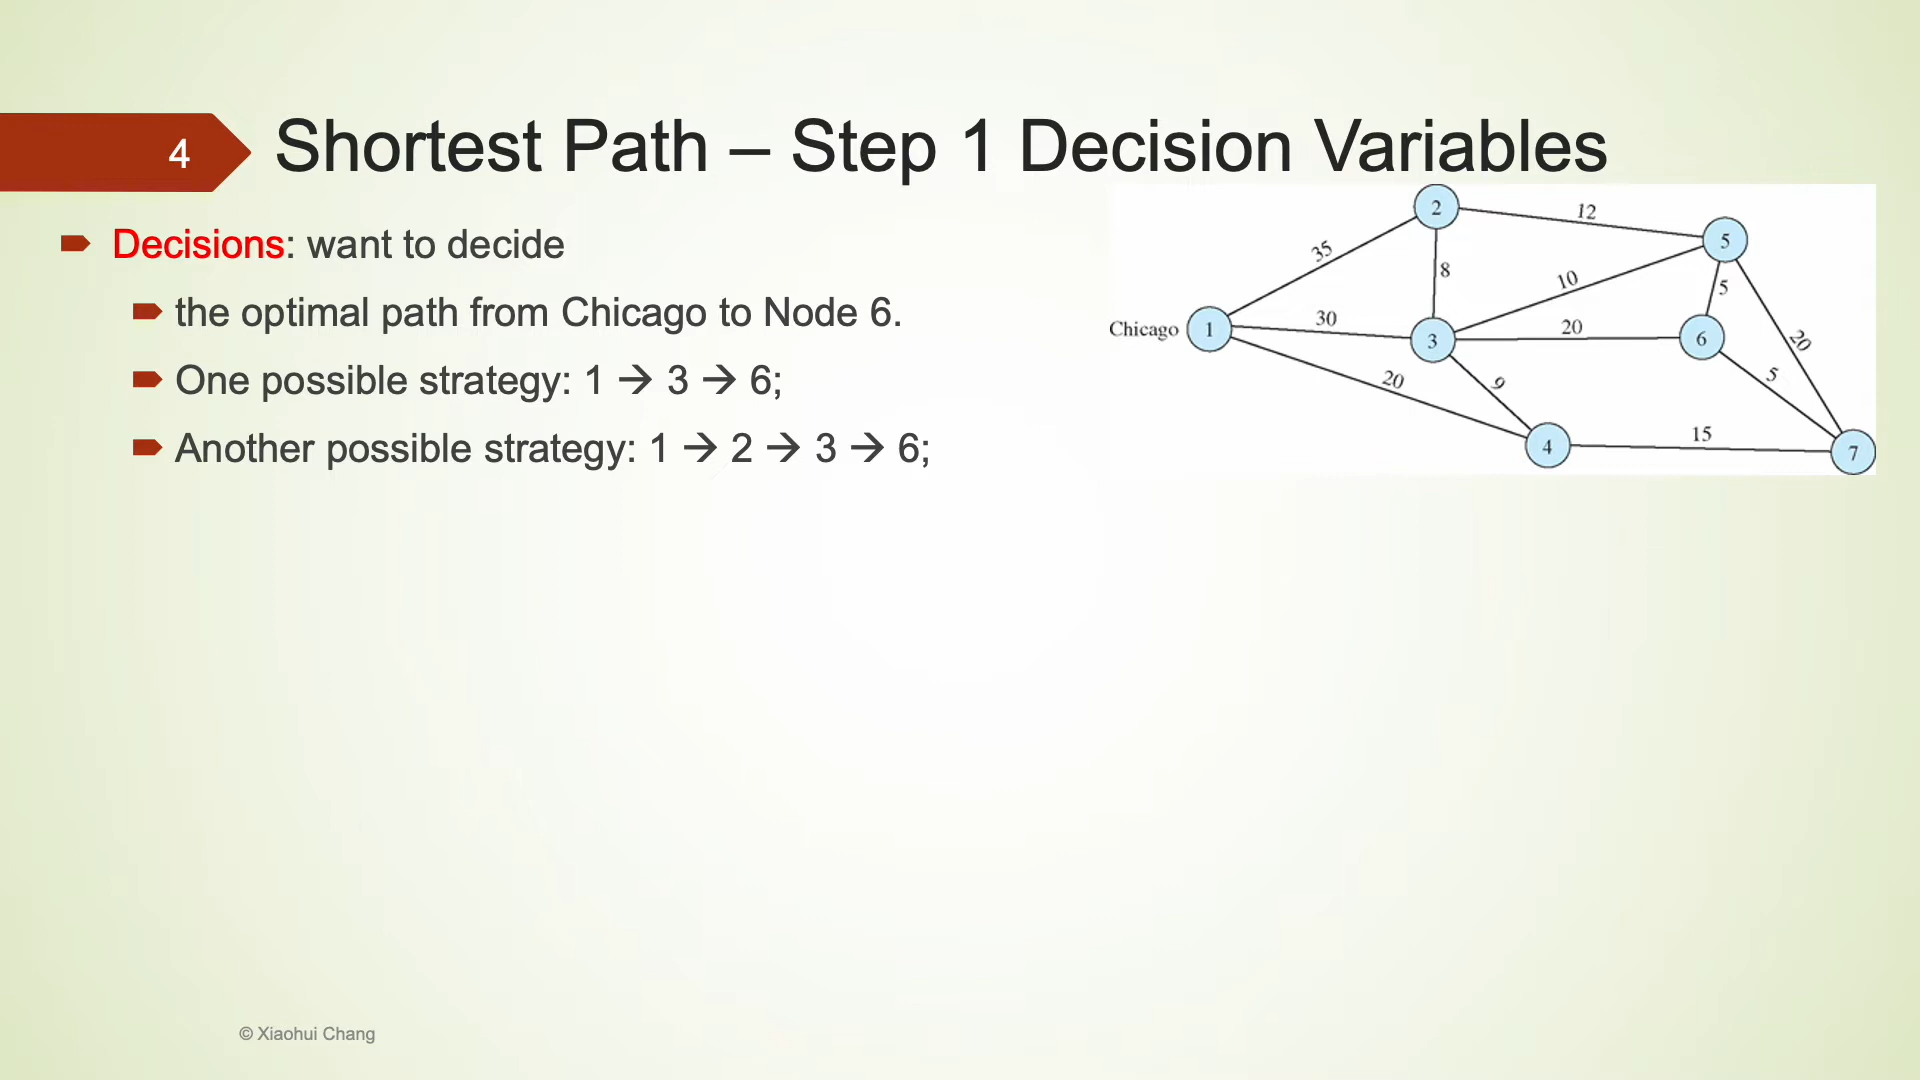 4
Shortest Path – Step 1 Decision Variables
Decisions: want to decide
the optimal path from Chicago to Node 6.
One possible strategy: 1 → 3 → 6;
Another possible strategy: 1 → 2 → 3 → 6;
2
12
5
35
8
10
5
Chicago
1
30
3
20
6
20
20
9
5
4
15
7
© Xiaohui Chang